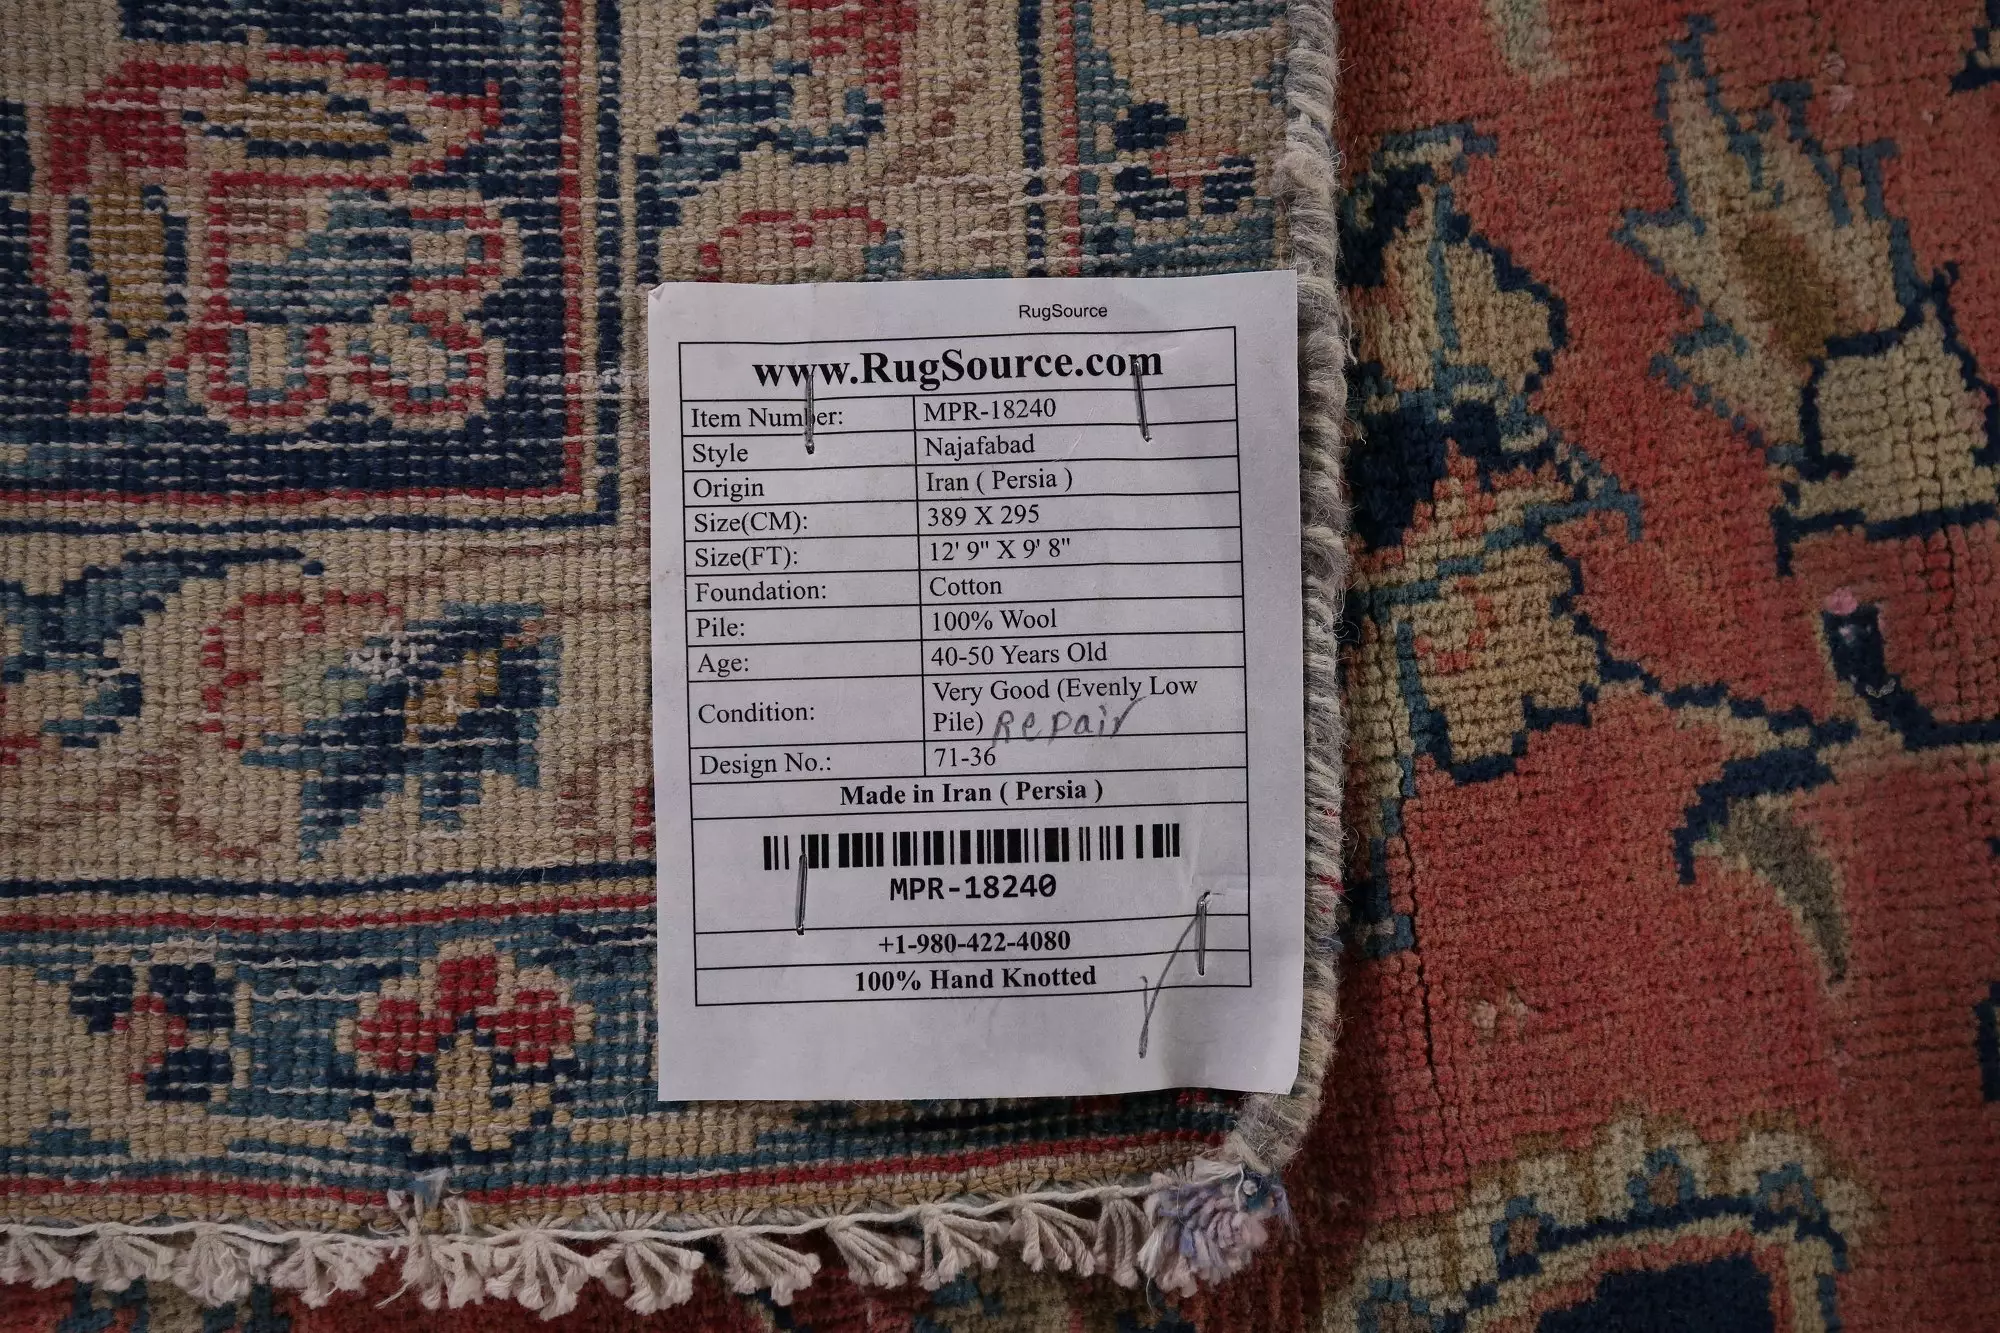 RugSource
www.RugSource.com
Item Number: MPR-18240
Style Najafabad
Origin Iran ( Persia )
Size(CM): 389 X 295
Size(FT): 12' 9" X 9' 8"
Foundation: Cotton
Pile: 100% Wool
Age: 40-50 Years Old
Condition: Very Good (Evenly Low
Pile) Repair
Design No.: 71-36
Made in Iran ( Persia )
MPR-18240
+1-980-422-4080
100% Hand Knotted